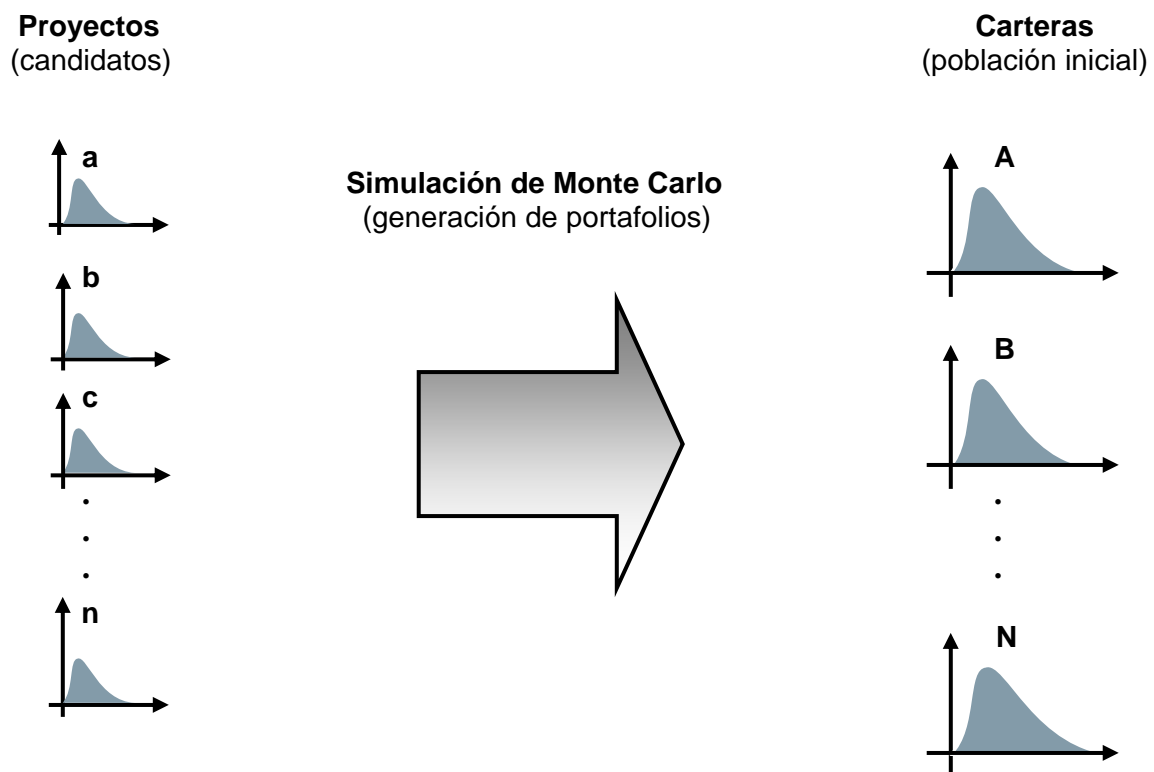 Proyectos
(candidatos)
a
b
c
.
.
.
n
Simulación de Monte Carlo
(generación de portafolios)
Carteras
(población inicial)
A
B
.
.
.
N